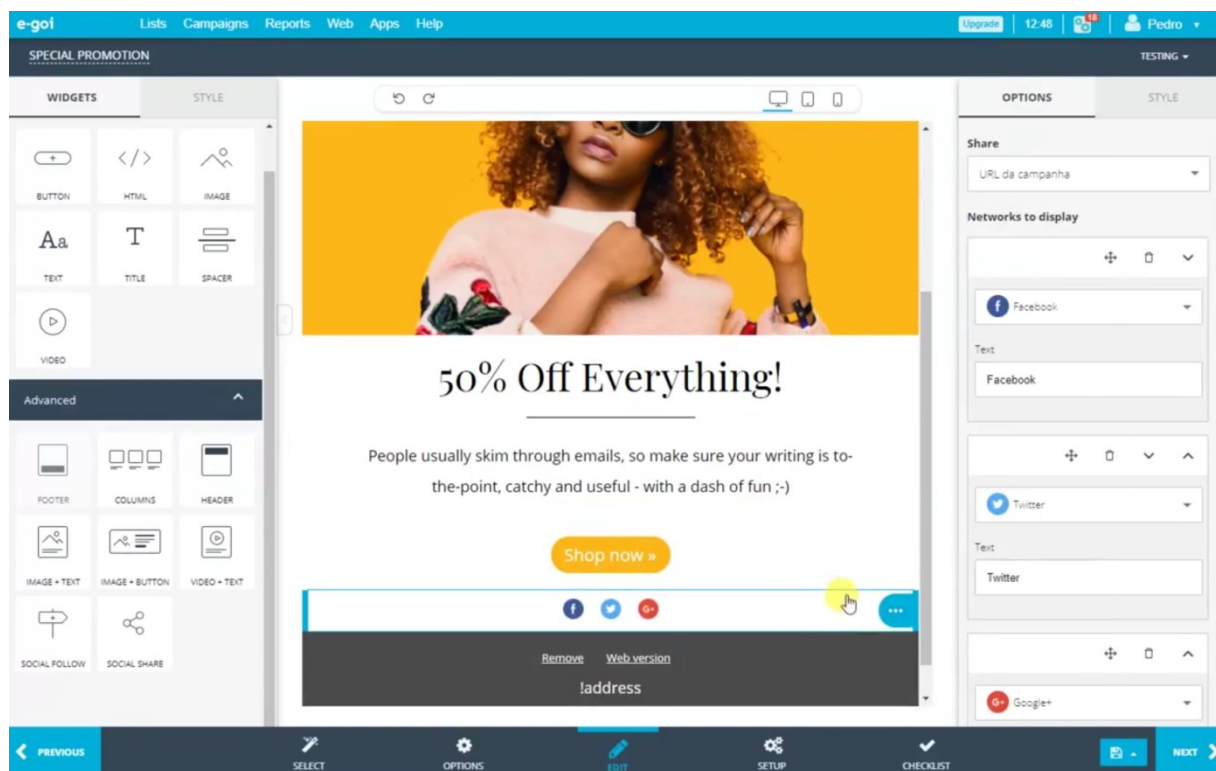 e-goi Lists Campaigns Reports Web Apps Help Upgrade 12:48 18 Pedro
SPECIAL PROMOTION TESTING
WIDGETS STYLE
BUTTON HTML IMAGE
Aa T
TEXT TITLE SPACER
VIDEO
Advanced
FOOTER COLUMNS HEADER
IMAGE + TEXT IMAGE + BUTTON VIDEO + TEXT
SOCIAL FOLLOW SOCIAL SHARE
50% Off Everything!
People usually skim through emails, so make sure your writing is to-
the-point, catchy and useful - with a dash of fun ;-)
Shop now »
Remove Web version
!address
OPTIONS STYLE
Share
URL da campanha
Networks to display
Facebook
Text
Facebook
Twitter
Text
Twitter
Google+
PREVIOUS SELECT OPTIONS EDIT SETUP CHECKLIST NEXT